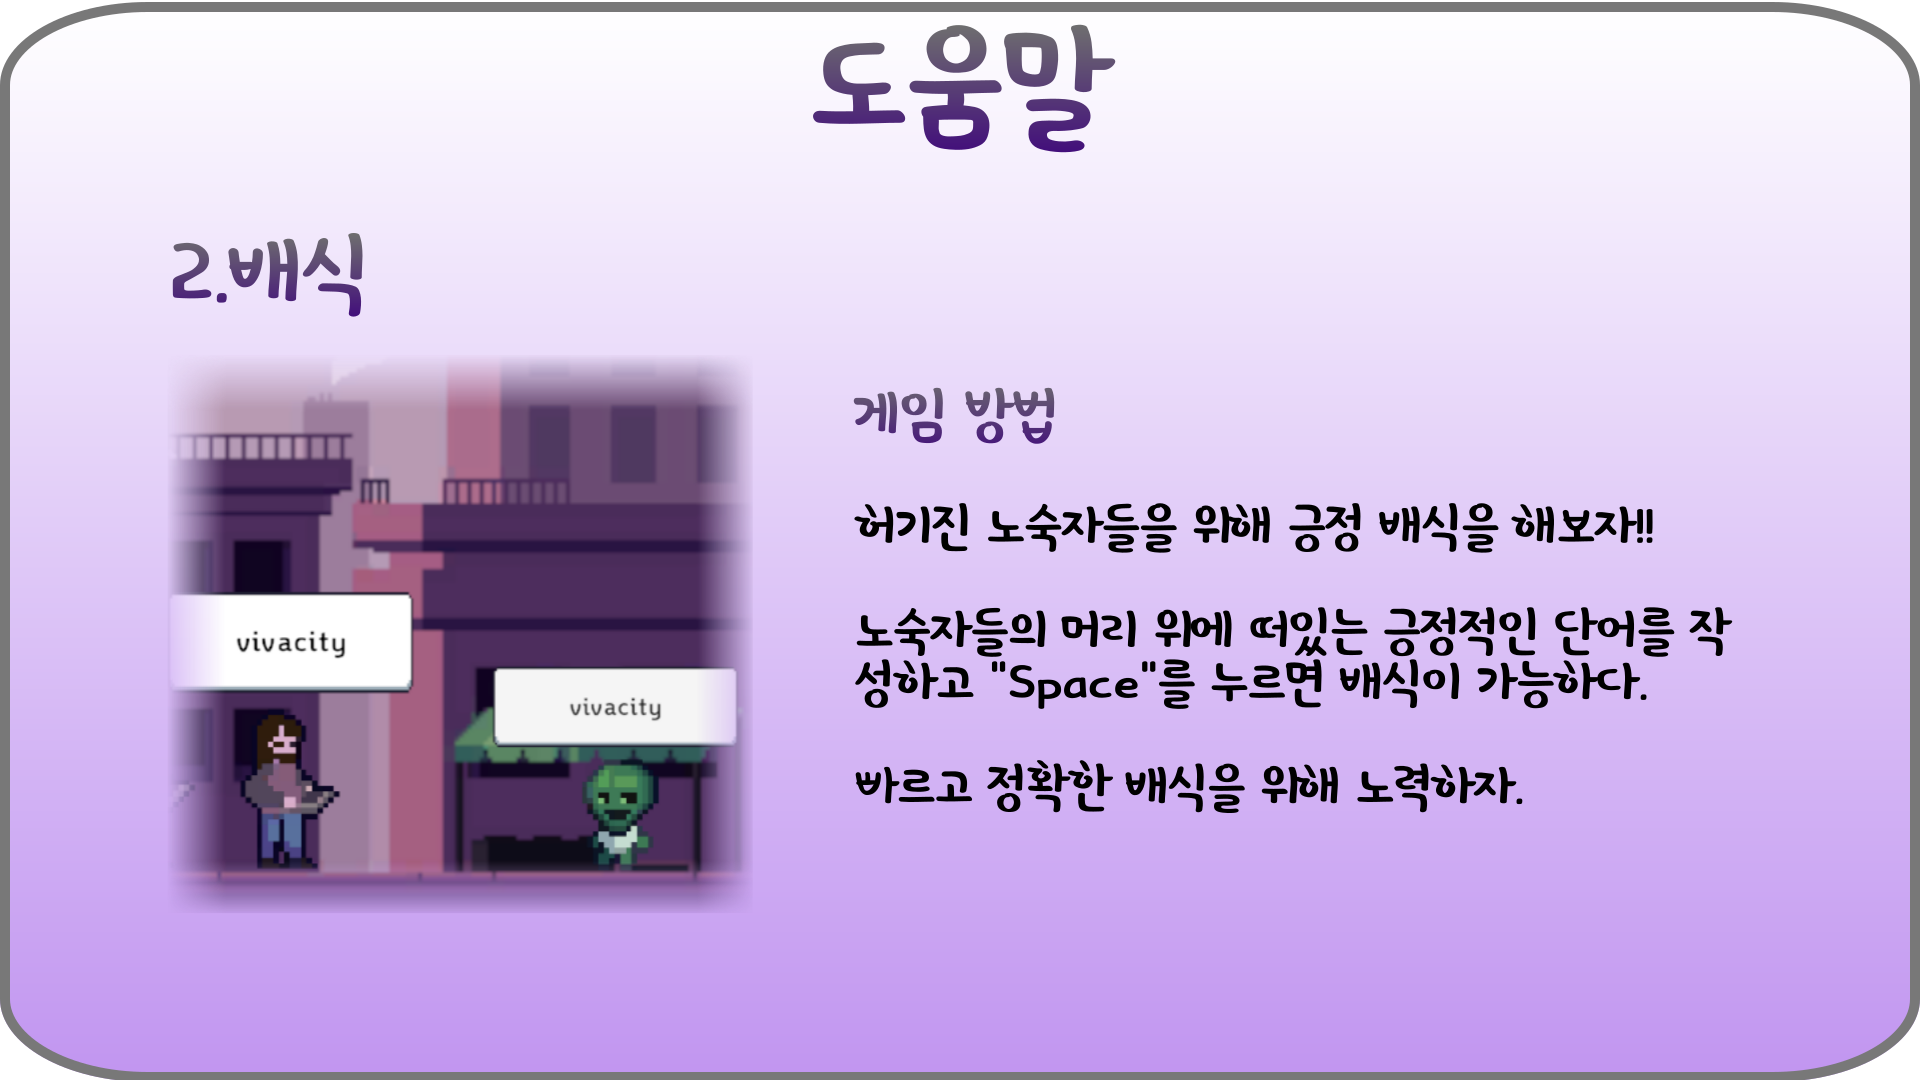 도움말
2.배식
vivacity
vivacity
게임 방법
허기진 노숙자들을 위해 긍정 배식을 해보자!!
노숙자들의 머리 위에 떠있는 긍정적인 단어를 작
성하고 "Space"를 누르면 배식이 가능하다.
빠르고 정확한 배식을 위해 노력하자.